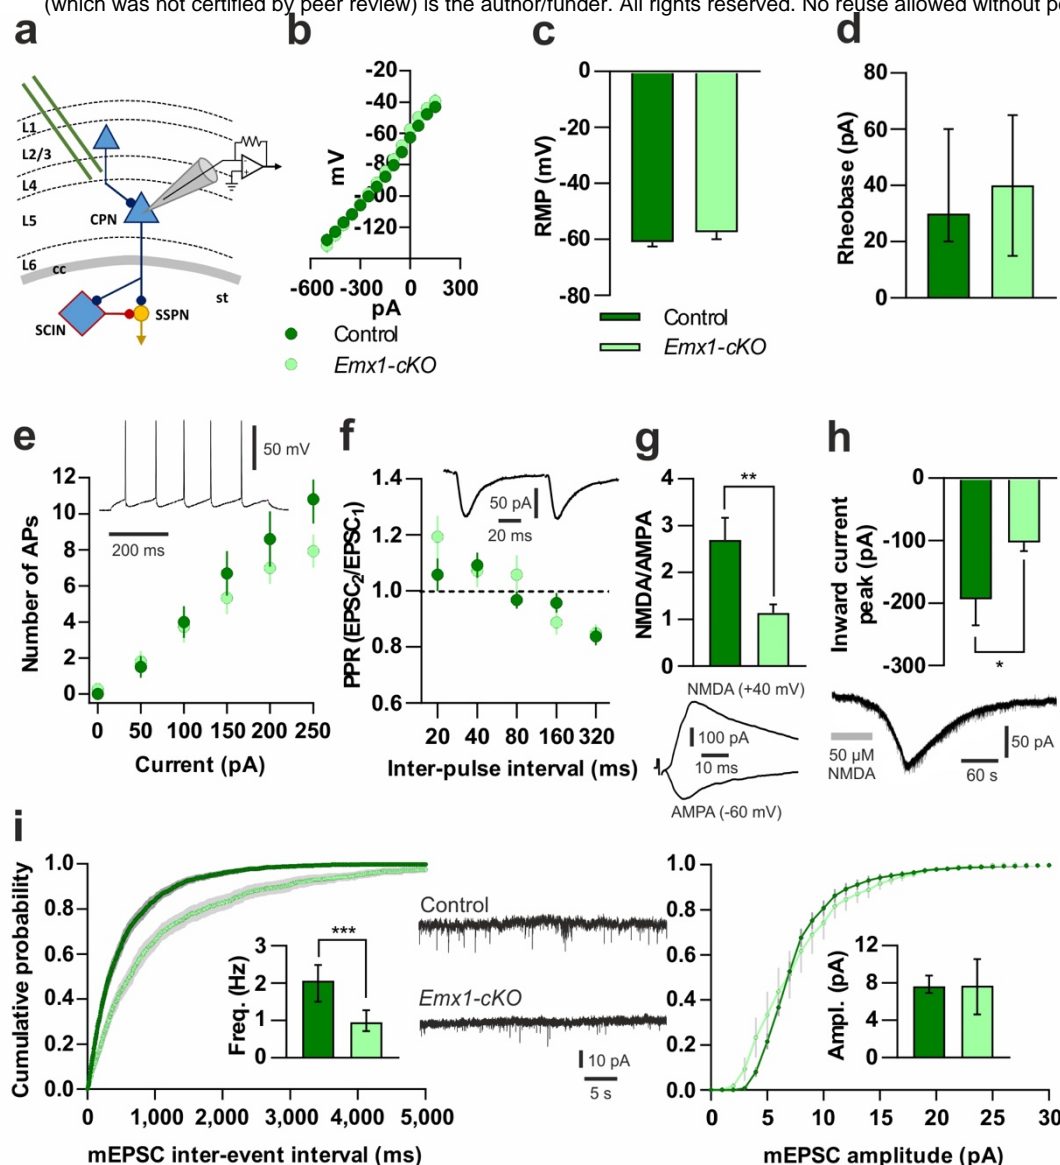 (which was not certified by peer review) is the author/funder. All rights reserved. No reuse allowed without
a
b
c
d
L1
L2/3
L4
L5
L6
cc
CPN
st
SCIN
SSPN
-20
-40
-60
-80
-100
-120
mV
-600 -300 0 300
pA
Control
Emx1-cKO
0
-20
-40
-60
-80
RMP (mV)
Control
Emx1-cKO
80
60
40
20
0
Rheobase (pA)
e
f
g
h
50 mV
200 ms
12
10
8
6
4
2
0
Number of APs
0 50 100 150 200 250
Current (pA)
1.4
1.2
1.0
0.8
0.6
PPR (EPSC2/EPSC1)
50 pA
20 ms
20 40 80 160 320
Inter-pulse interval (ms)
4
3
2
1
0
NMDA/AMPA
**
NMDA (+40 mV)
100 pA
10 ms
AMPA (-60 mV)
0
-100
-200
-300
Inward current
peak (pA)
*
50 µM
NMDA
60 s
50 pA
i
1.0
0.8
0.6
0.4
0.2
0.0
Cumulative probability
0 1,000 2,000 3,000 4,000 5,000
mEPSC inter-event interval (ms)
3
2
1
0
Freq. (Hz)
***
Control
Emx1-cKO
10 pA
5 s
1.0
0.8
0.6
0.4
0.2
0.0
0 5 10 15 20 25 30
mEPSC amplitude (pA)
12
8
4
0
Ampl. (pA)